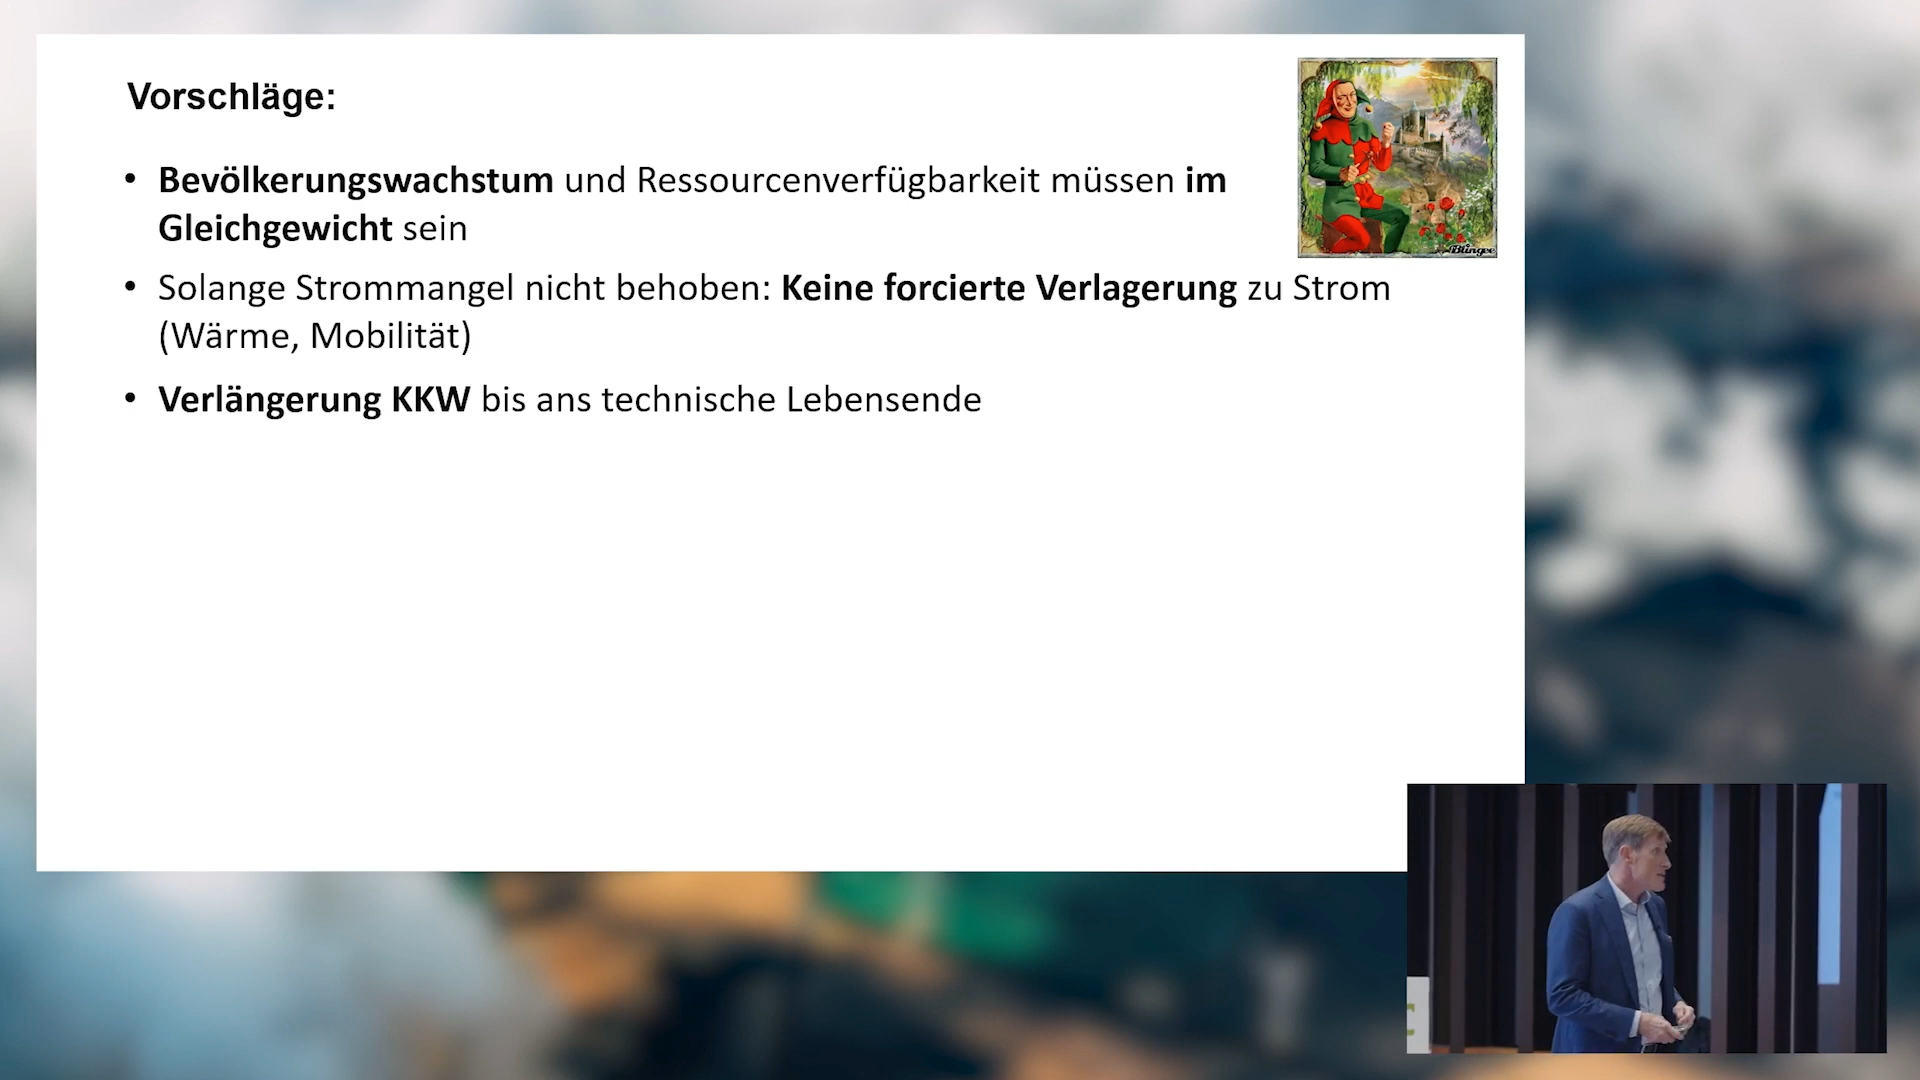 Vorschläge:
• Bevölkerungswachstum und Ressourcenverfügbarkeit müssen im
Gleichgewicht sein
• Solange Strommangel nicht behoben: Keine forcierte Verlagerung zu Strom
(Wärme, Mobilität)
• Verlängerung KKW bis ans technische Lebensende
Blingee